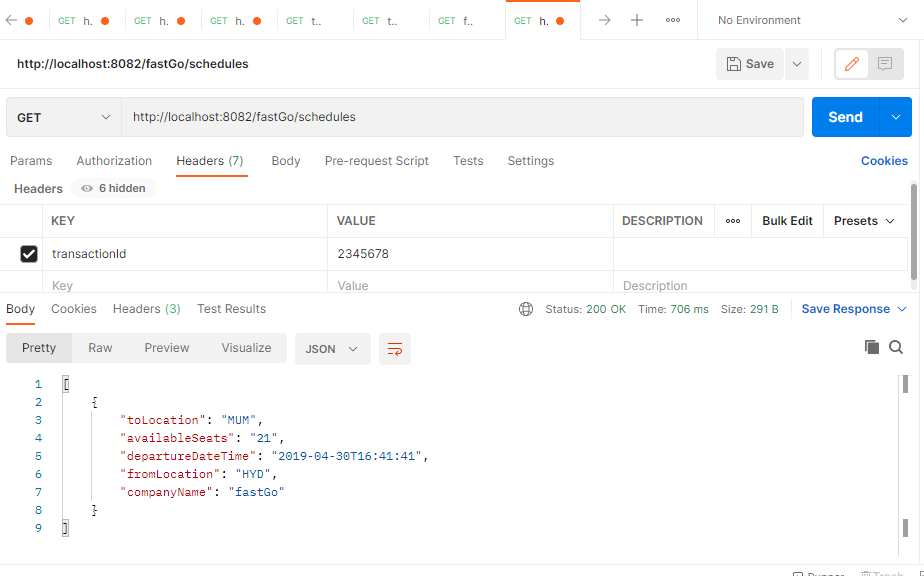 GET h. GET h. GET h. GET t.. GET t.. GET f.. GET h. No Environment
http://localhost:8082/fastGo/schedules Save
GET http://localhost:8082/fastGo/schedules Send
Params Authorization Headers (7) Body Pre-request Script Tests Settings Cookies
Headers 6 hidden
KEY VALUE DESCRIPTION Bulk Edit Presets
transactionId 2345678
Key Value Description
Body Cookies Headers (3) Test Results Status: 200 OK Time: 706 ms Size: 291 B Save Response
Pretty Raw Preview Visualize JSON
1 [
2 {
3 "toLocation": "MUM",
4 "availableSeats": "21",
5 "departureDateTime": "2019-04-30T16:41:41",
6 "fromLocation": "HYD",
7 "companyName": "fastGo"
8 }
9 ]
Runner Trash